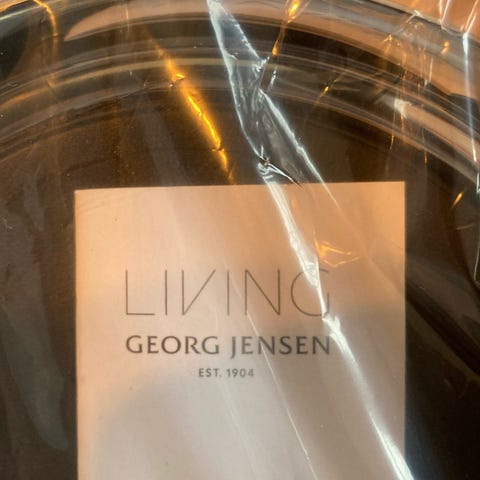 LIVING
GEORG JENSEN
EST. 1904